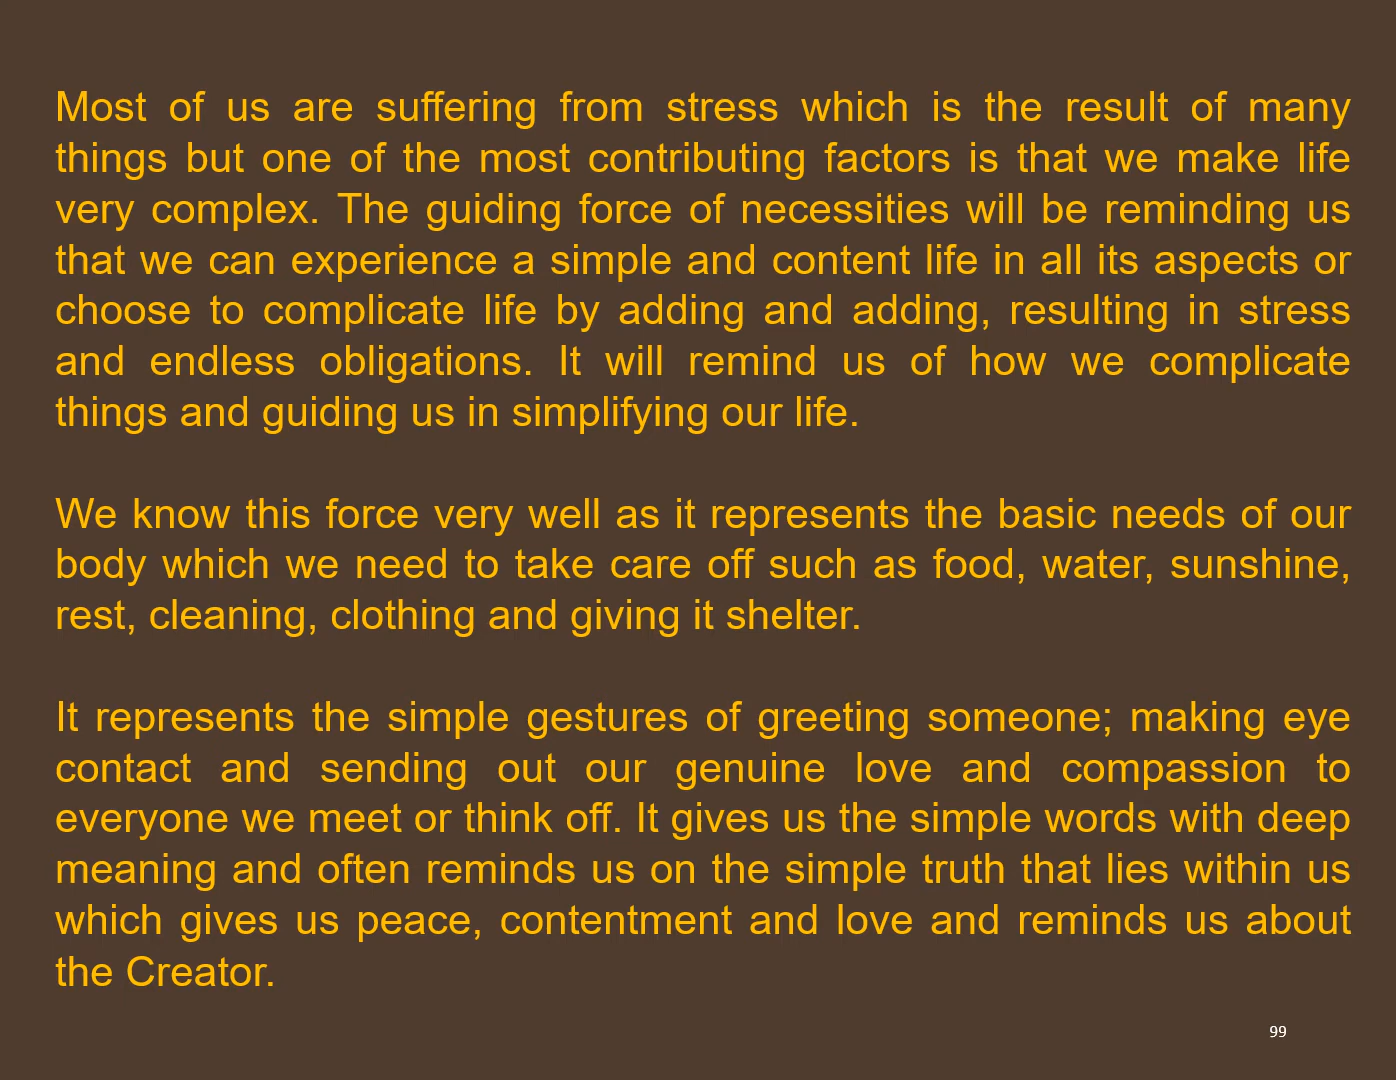 Most of us are suffering from stress which is the result of many
things but one of the most contributing factors is that we make life
very complex. The guiding force of necessities will be reminding us
that we can experience a simple and content life in all its aspects or
choose to complicate life by adding and adding, resulting in stress
and endless obligations. It will remind us of how we complicate
things and guiding us in simplifying our life.
We know this force very well as it represents the basic needs of our
body which we need to take care off such as food, water, sunshine,
rest, cleaning, clothing and giving it shelter.
It represents the simple gestures of greeting someone; making eye
contact and sending out our genuine love and compassion to
everyone we meet or think off. It gives us the simple words with deep
meaning and often reminds us on the simple truth that lies within us
which gives us peace, contentment and love and reminds us about
the Creator.
99